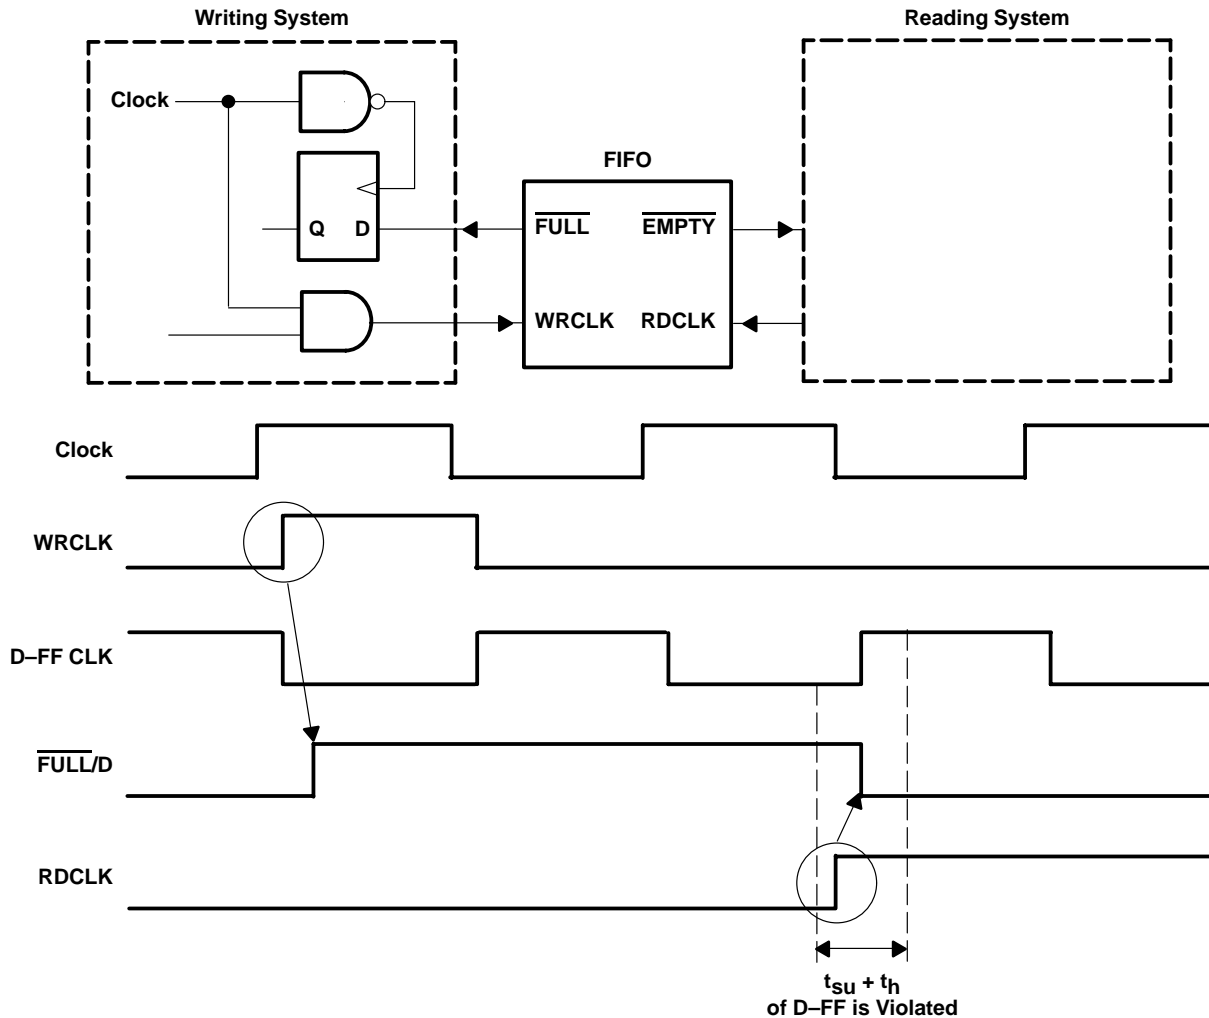 Writing System
Reading System
Clock
FIFO
Q D
FULL EMPTY
WRCLK RDCLK
Clock
WRCLK
D–FF CLK
FULL/D
RDCLK
tsu + th
of D–FF is Violated